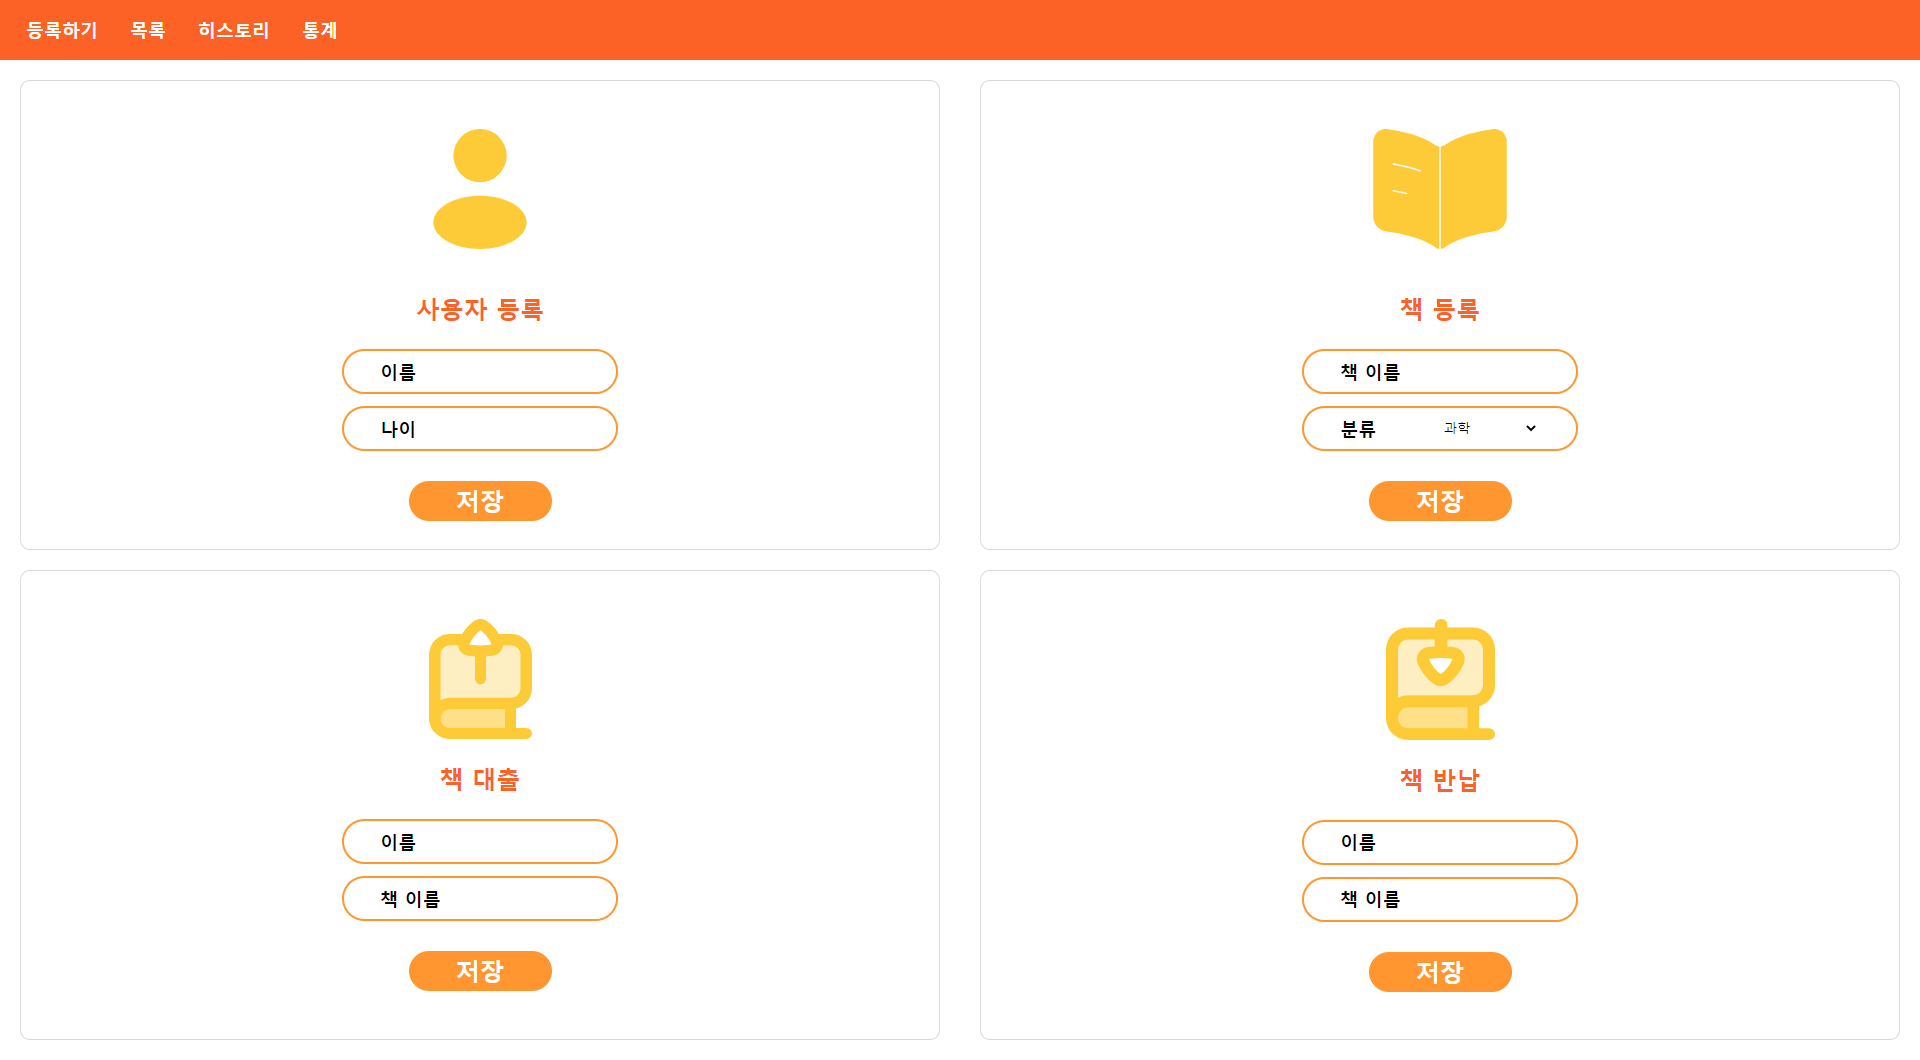 등록하기 목록 히스토리 통계
사용자 등록
이름
나이
저장
책 등록
책 이름
분류 과학
저장
책 대출
이름
책 이름
저장
책 반납
이름
책 이름
저장